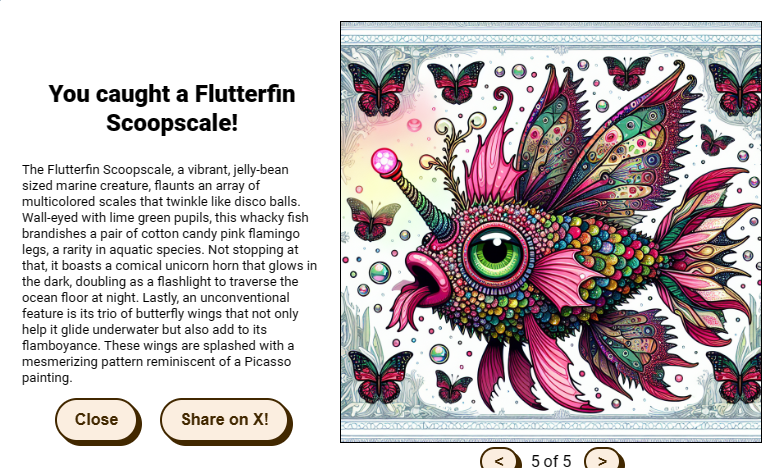 You caught a Flutterfin
Scoopscale!
The Flutterfin Scoopscale, a vibrant, jelly-bean
sized marine creature, flaunts an array of
multicolored scales that twinkle like disco balls.
Wall-eyed with lime green pupils, this whacky fish
brandishes a pair of cotton candy pink flamingo
legs, a rarity in aquatic species. Not stopping at
that, it boasts a comical unicorn horn that glows in
the dark, doubling as a flashlight to traverse the
ocean floor at night. Lastly, an unconventional
feature is its trio of butterfly wings that not only
help it glide underwater but also add to its
flamboyance. These wings are splashed with a
mesmerizing pattern reminiscent of a Picasso
painting.
Close Share on X!
< 5 of 5 >